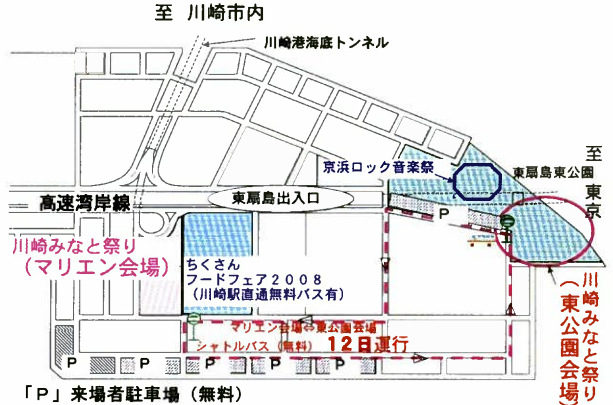 至 川崎市内
川崎港海底トンネル
京浜ロック音楽祭
東扇島東公園
至東京
高速湾岸線
東扇島出入口
P
川崎みなと祭り
（マリエン会場）
ちくさん
フードフェア２００８
（川崎駅直通無料バス有）
川崎みなと祭り
（東公園会場）
マリエン会場⇔東公園会場
シャトルバス（無料） 12日運行
P P P P P P P
「Ｐ」来場者駐車場（無料）